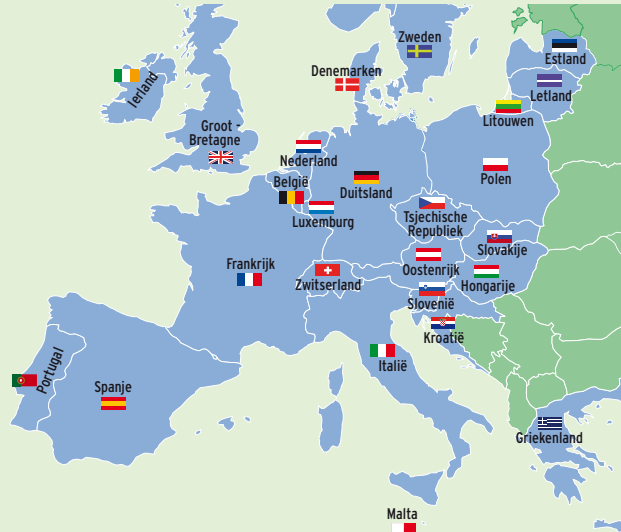 Zweden
Estland
Denemarken
Letland
Ierland
Litouwen
Groot -
Bretagne
Nederland
Polen
België
Duitsland
Luxemburg
Tsjechische
Republiek
Slovakije
Frankrijk
Oostenrijk
Zwitserland
Hongarije
Slovenië
Kroatië
Portugal
Italië
Spanje
Griekenland
Malta